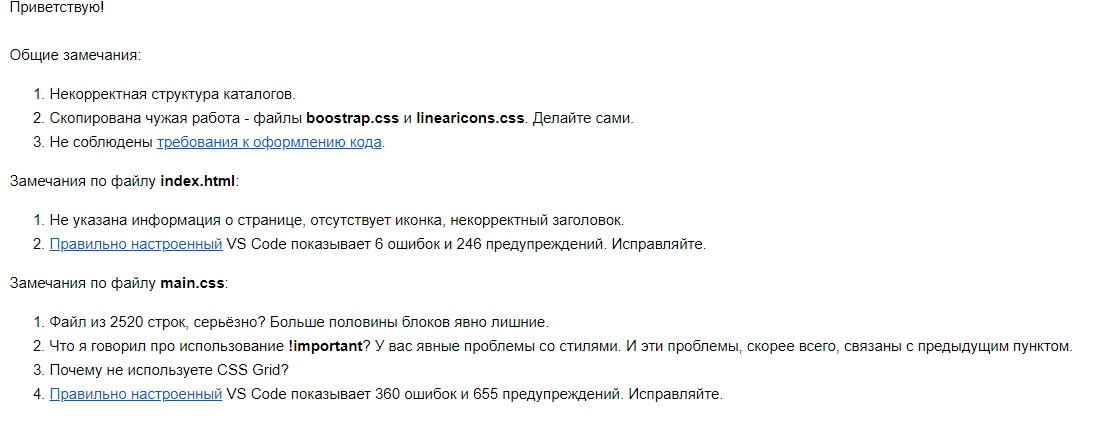 Приветствую!
Общие замечания:
1. Некорректная структура каталогов.
2. Скопирована чужая работа - файлы boostrap.css и linearicons.css. Делайте сами.
3. Не соблюдены требования к оформлению кода.
Замечания по файлу index.html:
1. Не указана информация о странице, отсутствует иконка, некорректный заголовок.
2. Правильно настроенный VS Code показывает 6 ошибок и 246 предупреждений. Исправляйте.
Замечания по файлу main.css:
1. Файл из 2520 строк, серьёзно? Больше половины блоков явно лишние.
2. Что я говорил про использование !important? У вас явные проблемы со стилями. И эти проблемы, скорее всего, связаны с предыдущим пунктом.
3. Почему не используете CSS Grid?
4. Правильно настроенный VS Code показывает 360 ошибок и 655 предупреждений. Исправляйте.